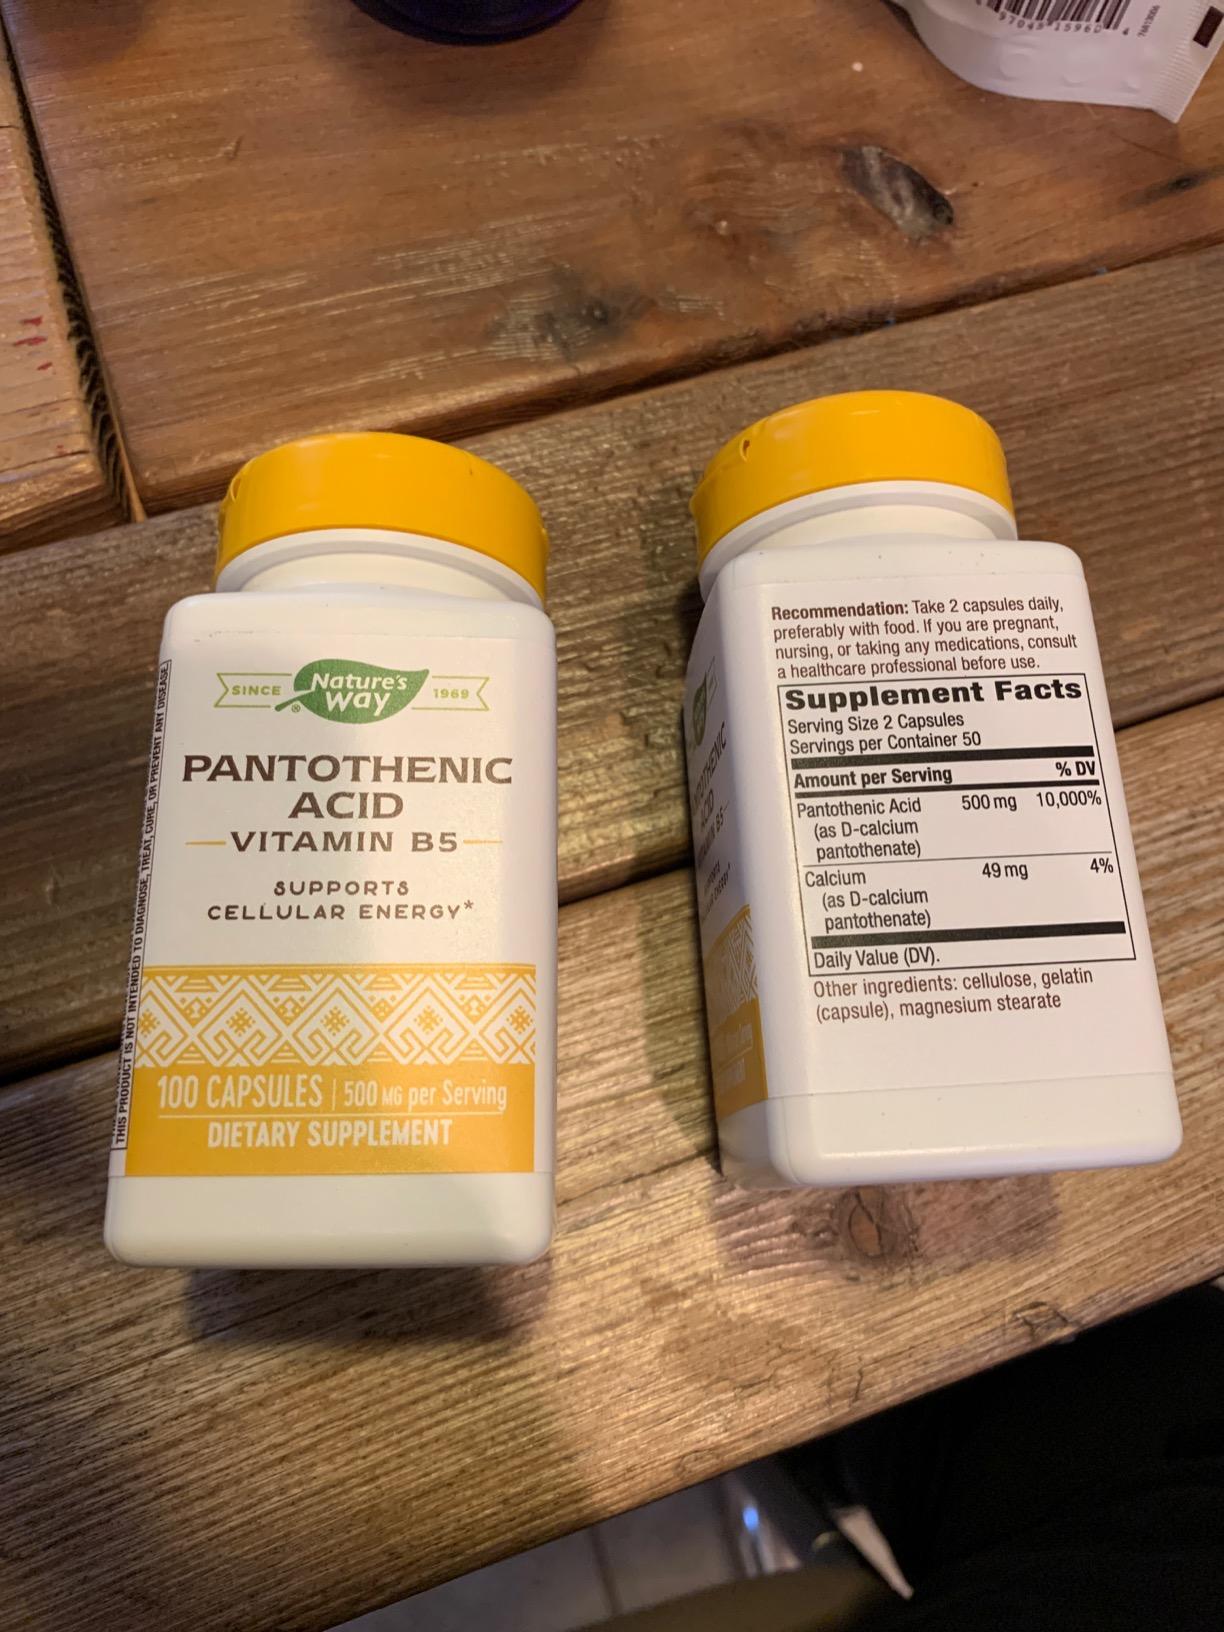 SINCE Nature's Way ® 1969
PANTOTHENIC
ACID
VITAMIN B5
SUPPORTS
CELLULAR ENERGY*
100 CAPSULES | 500 MG per Serving
DIETARY SUPPLEMENT
THIS PRODUCT IS NOT INTENDED TO DIAGNOSE, TREAT, CURE, OR PREVENT ANY DISEASE.
Recommendation: Take 2 capsules daily,
preferably with food. If you are pregnant,
nursing, or taking any medications, consult
a healthcare professional before use.
Supplement Facts
Serving Size 2 Capsules
Servings per Container 50
Amount per Serving % DV
Pantothenic Acid 500 mg 10,000%
(as D-calcium
pantothenate)
Calcium 49 mg 4%
(as D-calcium
pantothenate)
Daily Value (DV).
Other ingredients: cellulose, gelatin
(capsule), magnesium stearate